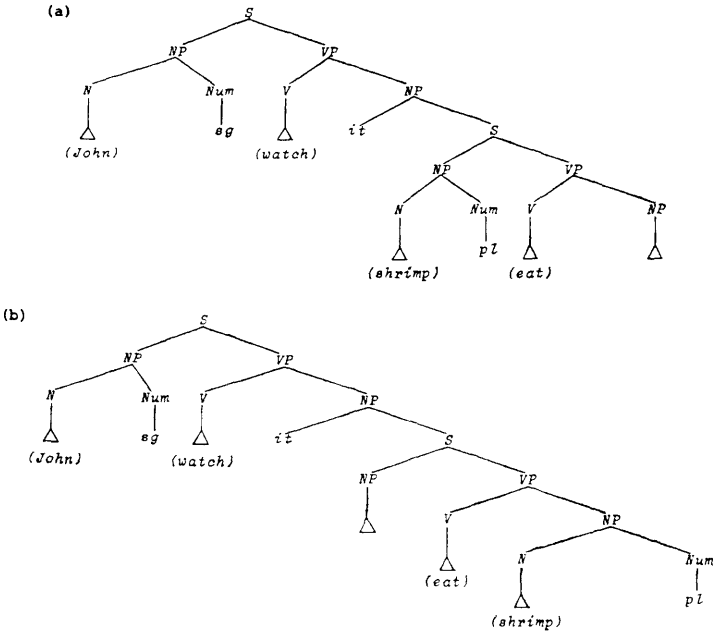 (a)
S
NP VP
N Num V NP
sg it S
(John) (watch)
NP VP
N Num V NP
pl
(shrimp) (eat)
(b)
S
NP VP
N Num V NP
sg it S
(John) (watch)
NP VP
V NP
N Num
(eat)
pl
(shrimp)